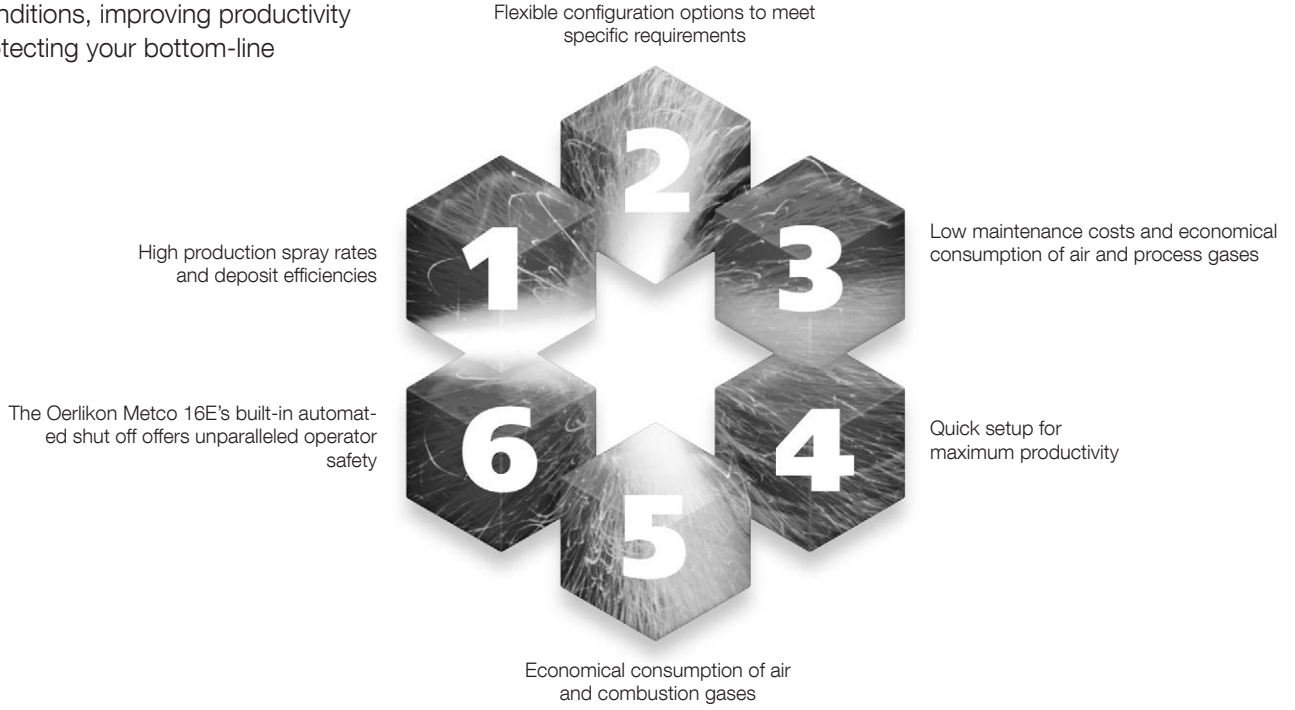 improving productivity
your bottom-line
Flexible configuration options to meet
specific requirements
2
1
3
High production spray rates
and deposit efficiencies
Low maintenance costs and economical
consumption of air and process gases
The Oerlikon Metco 16E’s built-in automat-
ed shut off offers unparalleled operator
safety
6
4
Quick setup for
maximum productivity
5
Economical consumption of air
and combustion gases